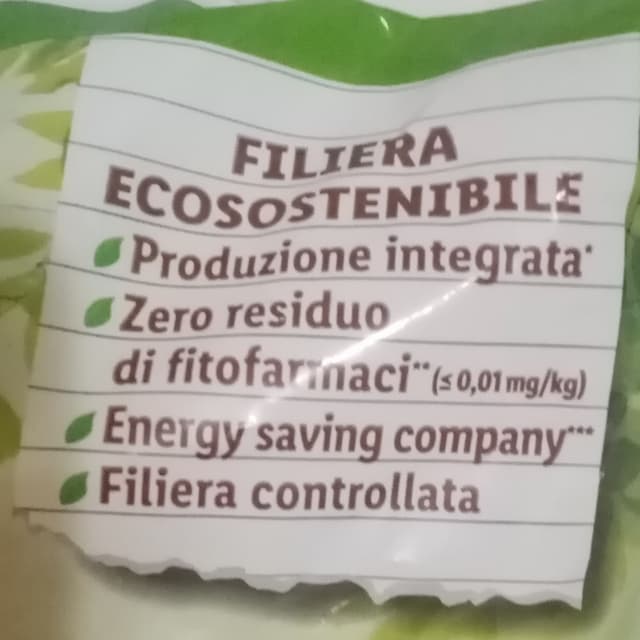 FILIERA
ECOSOSTENIBILE
Produzione integrata*
Zero residuo
di fitofarmaci** (≤ 0,01 mg/kg)
Energy saving company***
Filiera controllata